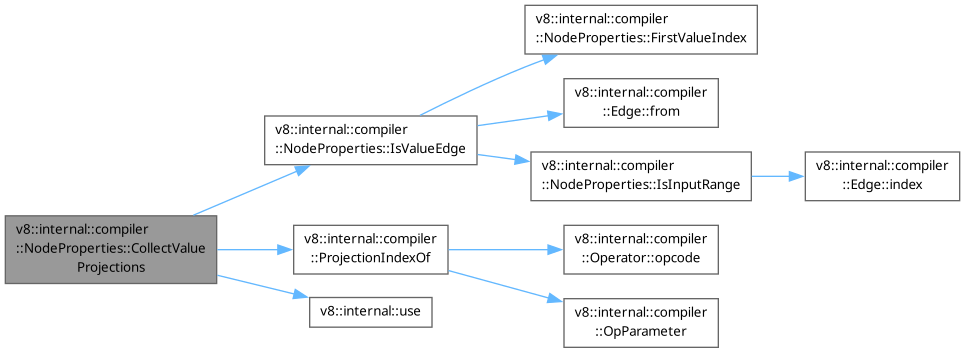 v8::internal::compiler
::NodeProperties::FirstValueIndex
v8::internal::compiler
::Edge::from
v8::internal::compiler
::NodeProperties::IsValueEdge
v8::internal::compiler
::NodeProperties::IsInputRange
v8::internal::compiler
::Edge::index
v8::internal::compiler
::NodeProperties::CollectValue
Projections
v8::internal::compiler
::ProjectionIndexOf
v8::internal::compiler
::Operator::opcode
v8::internal::use
v8::internal::compiler
::OpParameter